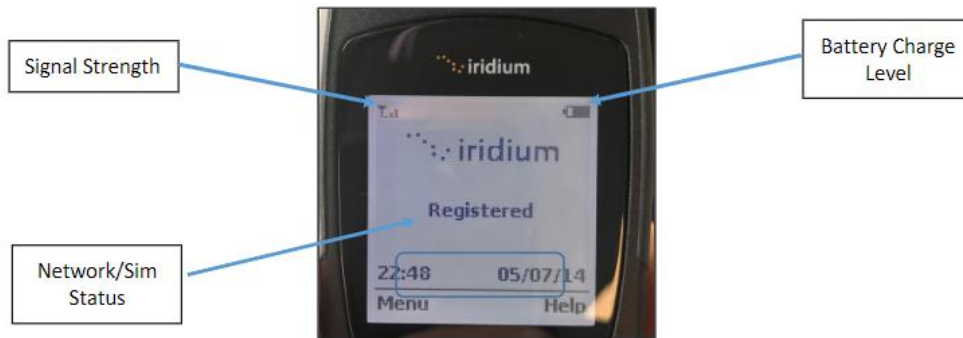 Signal Strength
Battery Charge
Level
iridium
iridium
Registered
Network/Sim
Status
22:48 05/07/14
Menu Help